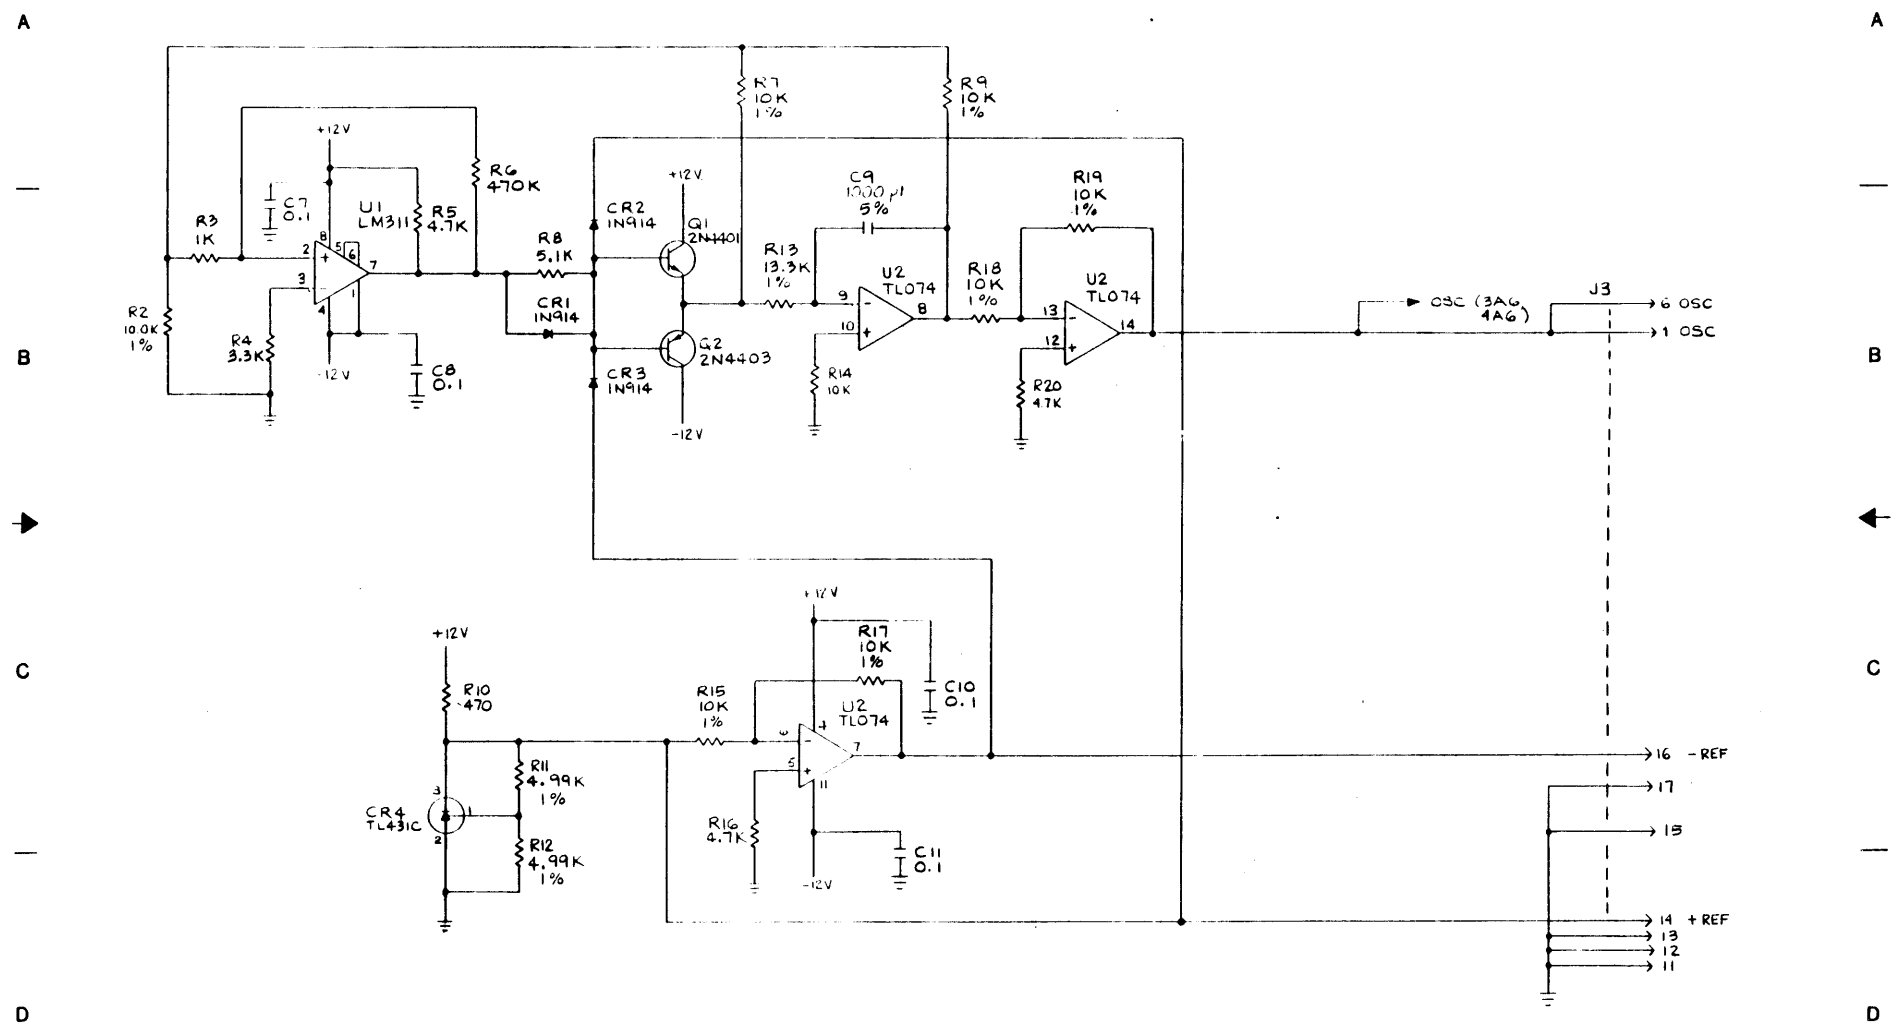 A
A
R7
10K
1%
R9
10K
1%
+12V
R6
470K
+12V
C9
1000 pf
5%
R19
10K
1%
C7
0.1
U1
LM311
R5
4.7K
CR2
1N914
Q1
2N4401
R3
1K
8
5
6
2
+
7
3
-
1
4
R8
5.1K
R13
13.3K
1%
U2
TL074
9
-
8
10
+
R18
10K
1%
U2
TL074
13
-
14
12
+
CR1
1N914
J3
OSC (3A6,
4A6)
6 OSC
1 OSC
R2
10.0K
1%
B
R4
3.3K
-12V
C8
0.1
CR3
1N914
Q2
2N4403
R14
10K
R20
4.7K
B
-12V
+12V
+12V
R17
10K
1%
C
C
R10
470
R15
10K
1%
C10
0.1
U2
TL074
4
6
-
7
5
+
11
16 -REF
17
R11
4.99K
1%
3
CR4
TL431C
1
2
R16
4.7K
15
R12
4.99K
1%
C11
0.1
-12V
14 +REF
13
12
11
D
D